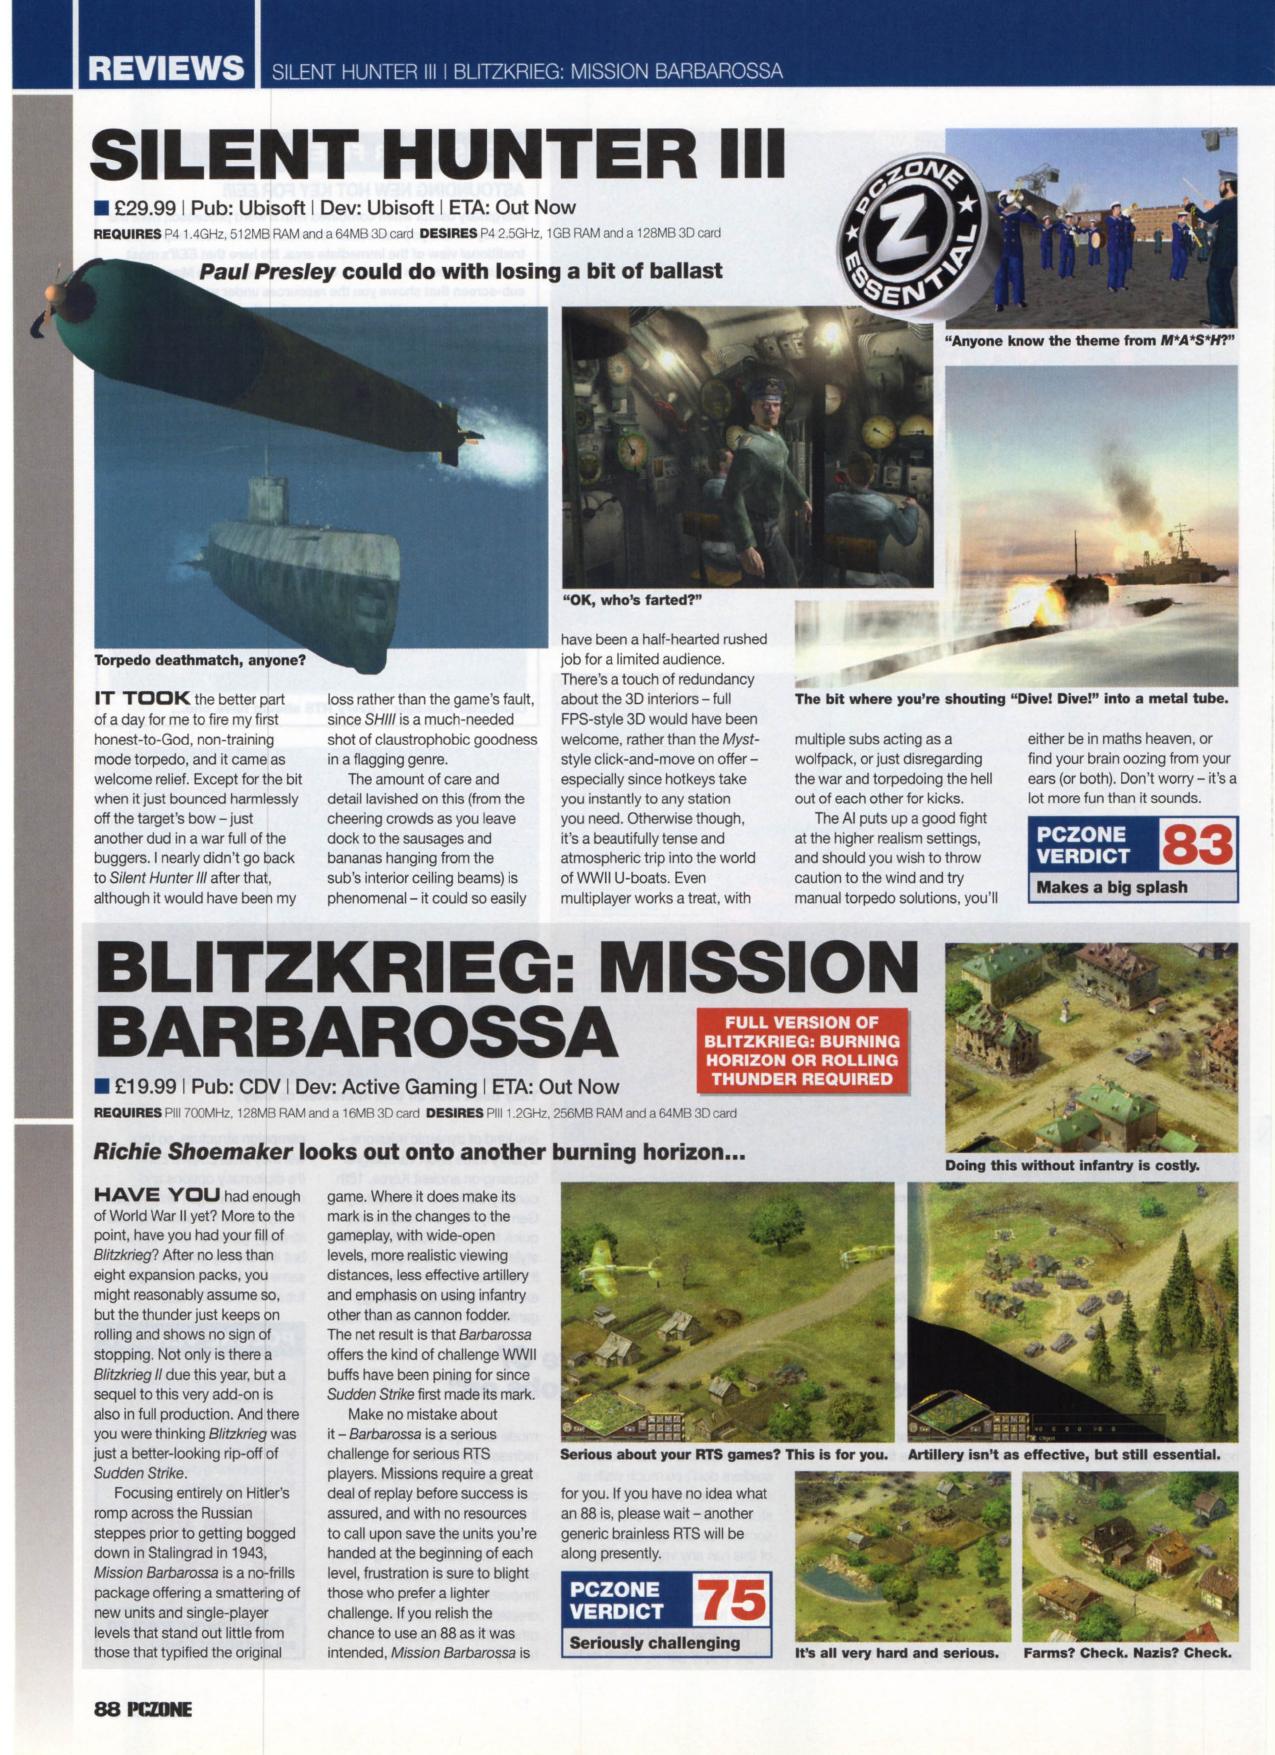 REVIEWS
SILENT HUNTER III | BLITZKRIEG: MISSION BARBAROSSA
SILENT HUNTER III
£29.99 | Pub: Ubisoft | Dev: Ubisoft | ETA: Out Now
REQUIRES P4 1.4GHz, 512MB RAM and a 64MB 3D card DESIRES P4 2.5GHz, 1GB RAM and a 128MB 3D card
Paul Presley could do with losing a bit of ballast
PCZONE
Z
ESSENTIAL
"Anyone know the theme from M*A*S*H?"
"OK, who's farted?"
Torpedo deathmatch, anyone?
The bit where you're shouting "Dive! Dive!" into a metal tube.
IT TOOK the better part
of a day for me to fire my first
honest-to-God, non-training
mode torpedo, and it came as
welcome relief. Except for the bit
when it just bounced harmlessly
off the target's bow – just
another dud in a war full of the
buggers. I nearly didn't go back
to Silent Hunter III after that,
although it would have been my
loss rather than the game's fault,
since SHIII is a much-needed
shot of claustrophobic goodness
in a flagging genre.
The amount of care and
detail lavished on this (from the
cheering crowds as you leave
dock to the sausages and
bananas hanging from the
sub's interior ceiling beams) is
phenomenal – it could so easily
have been a half-hearted rushed
job for a limited audience.
There's a touch of redundancy
about the 3D interiors – full
FPS-style 3D would have been
welcome, rather than the Myst-
style click-and-move on offer –
especially since hotkeys take
you instantly to any station
you need. Otherwise though,
it's a beautifully tense and
atmospheric trip into the world
of WWII U-boats. Even
multiplayer works a treat, with
multiple subs acting as a
wolfpack, or just disregarding
the war and torpedoing the hell
out of each other for kicks.
The AI puts up a good fight
at the higher realism settings,
and should you wish to throw
caution to the wind and try
manual torpedo solutions, you'll
either be in maths heaven, or
find your brain oozing from your
ears (or both). Don't worry – it's a
lot more fun than it sounds.
PCZONE
VERDICT
83
Makes a big splash
BLITZKRIEG: MISSION
BARBAROSSA
FULL VERSION OF
BLITZKRIEG: BURNING
HORIZON OR ROLLING
THUNDER REQUIRED
£19.99 | Pub: CDV | Dev: Active Gaming | ETA: Out Now
REQUIRES PIII 700MHz, 128MB RAM and a 16MB 3D card DESIRES PIII 1.2GHz, 256MB RAM and a 64MB 3D card
Richie Shoemaker looks out onto another burning horizon...
Doing this without infantry is costly.
HAVE YOU had enough
of World War II yet? More to the
point, have you had your fill of
Blitzkrieg? After no less than
eight expansion packs, you
might reasonably assume so,
but the thunder just keeps on
rolling and shows no sign of
stopping. Not only is there a
Blitzkrieg II due this year, but a
sequel to this very add-on is
also in full production. And there
you were thinking Blitzkrieg was
just a better-looking rip-off of
Sudden Strike.
Focusing entirely on Hitler's
romp across the Russian
steppes prior to getting bogged
down in Stalingrad in 1943,
Mission Barbarossa is a no-frills
package offering a smattering of
new units and single-player
levels that stand out little from
those that typified the original
game. Where it does make its
mark is in the changes to the
gameplay, with wide-open
levels, more realistic viewing
distances, less effective artillery
and emphasis on using infantry
other than as cannon fodder.
The net result is that Barbarossa
offers the kind of challenge WWII
buffs have been pining for since
Sudden Strike first made its mark.
Make no mistake about
it – Barbarossa is a serious
challenge for serious RTS
players. Missions require a great
deal of replay before success is
assured, and with no resources
to call upon save the units you're
handed at the beginning of each
level, frustration is sure to blight
those who prefer a lighter
challenge. If you relish the
chance to use an 88 as it was
intended, Mission Barbarossa is
Serious about your RTS games? This is for you.
Artillery isn't as effective, but still essential.
for you. If you have no idea what
an 88 is, please wait – another
generic brainless RTS will be
along presently.
PCZONE
VERDICT
75
Seriously challenging
It's all very hard and serious.
Farms? Check. Nazis? Check.
88 PCZONE